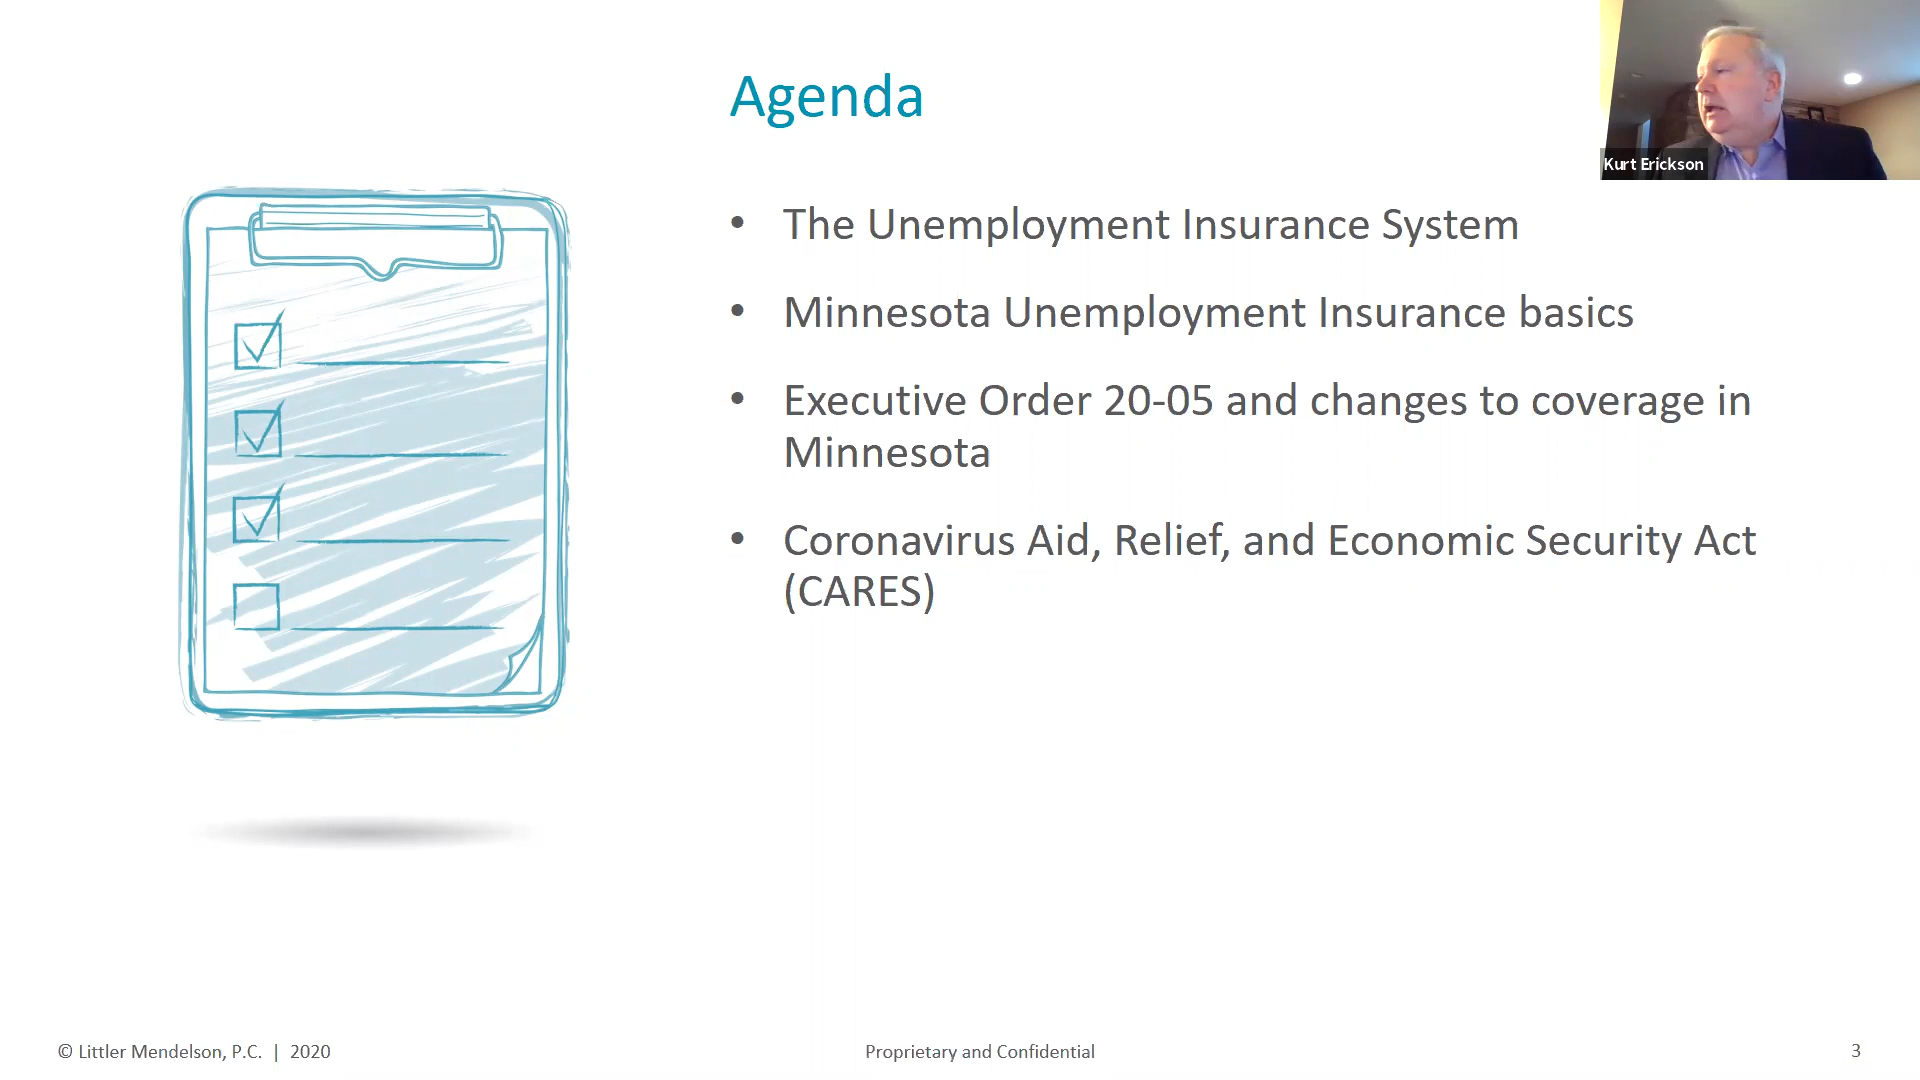 Agenda
Kurt Erickson
• The Unemployment Insurance System
• Minnesota Unemployment Insurance basics
• Executive Order 20-05 and changes to coverage in
Minnesota
• Coronavirus Aid, Relief, and Economic Security Act
(CARES)
© Littler Mendelson, P.C. | 2020
Proprietary and Confidential
3